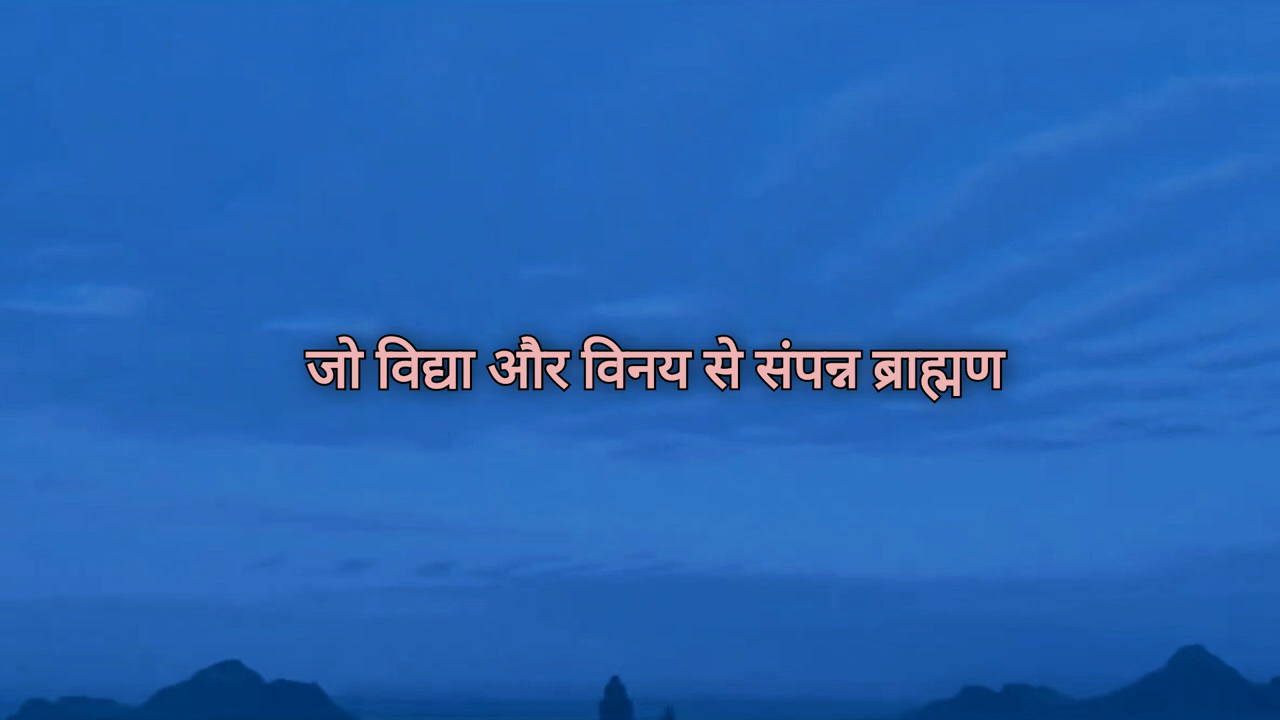 जो विद्या और विनय से संपन्न ब्राह्मण